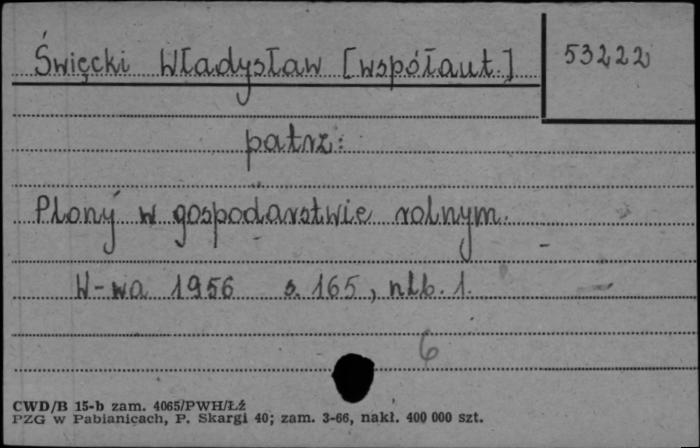 Święcki Władysław [współaut.]
53222
patrz:
Plony w gospodarstwie rolnym.
W-wa 1956 s. 165, nlb. 1.
6
CWD/B 15-b zam. 4065/PWH/Łź
PZG w Pabianicach, P. Skargi 40; zam. 3-66, nakł. 400 000 szt.